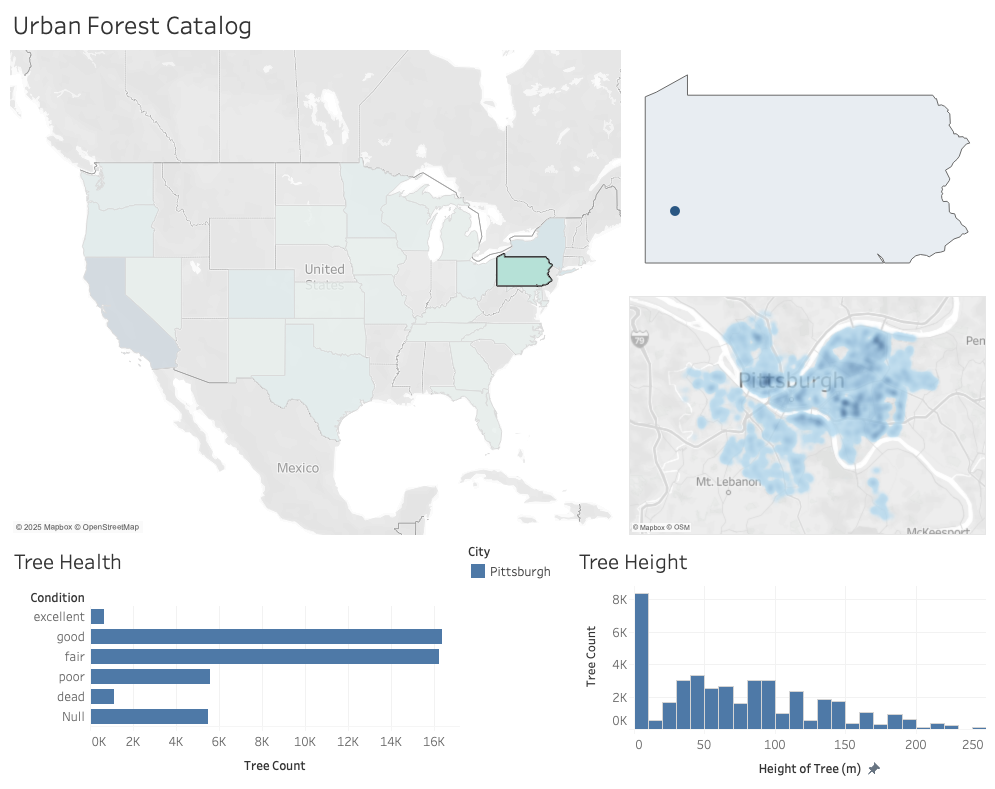 Urban Forest Catalog
United
States
Mexico
© 2025 Mapbox © OpenStreetMap
79
Pen
Pittsburgh
Mt. Lebanon
McKeesport
© Mapbox © OSM
Tree Health
Condition
excellent
good
fair
poor
dead
Null
0K 2K 4K 6K 8K 10K 12K 14K 16K
Tree Count
City
Pittsburgh
Tree Height
8K
6K
4K
2K
0K
Tree Count
0 50 100 150 200 250
Height of Tree (m)